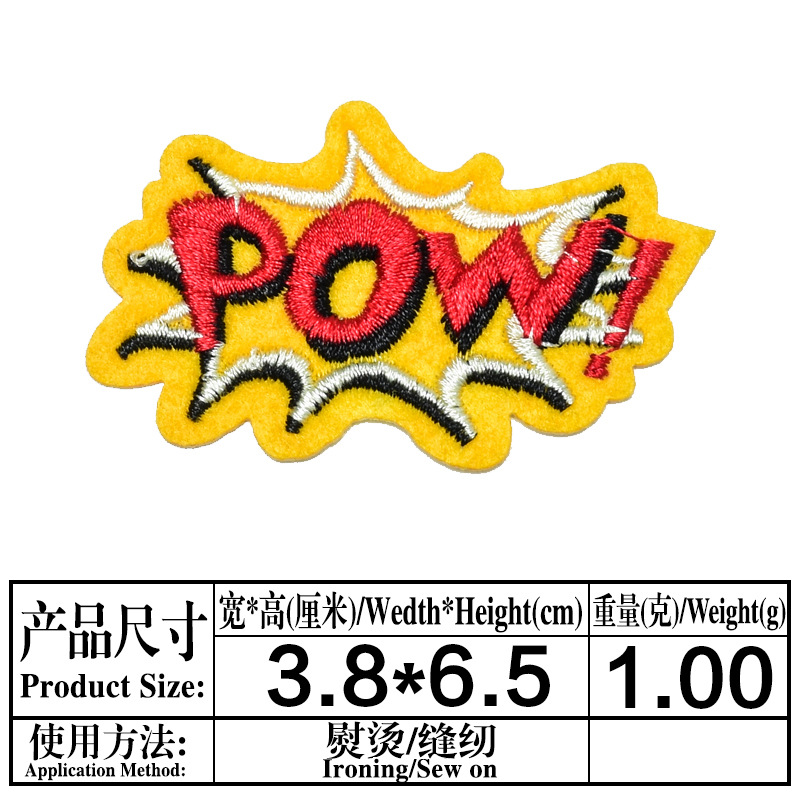 POW!
产品尺寸
Product Size:
宽*高(厘米)/Wedth*Height(cm)
重量(克)/Weight(g)
3.8*6.5
1.00
使用方法:
Application Method:
熨烫/缝纫
Ironing/Sew on